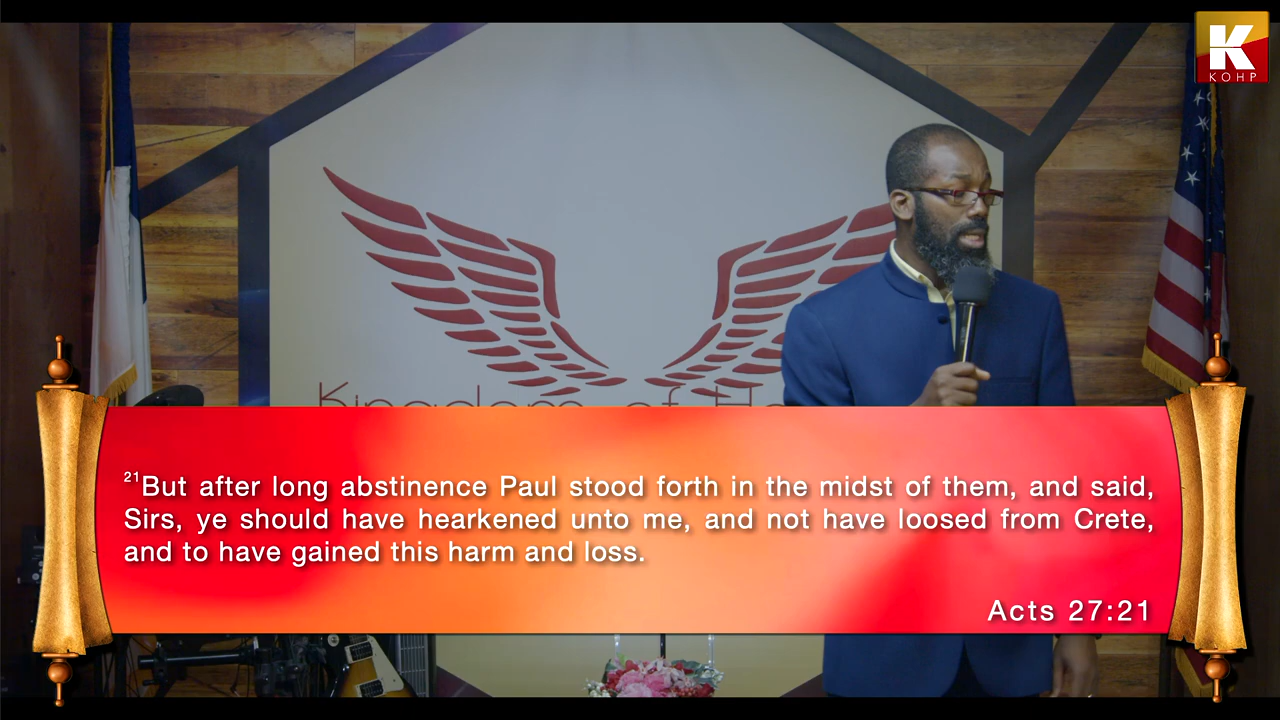 K
KOHP
Kingdom of
21But after long abstinence Paul stood forth in the midst of them, and said,
Sirs, ye should have hearkened unto me, and not have loosed from Crete,
and to have gained this harm and loss.
Acts 27:21